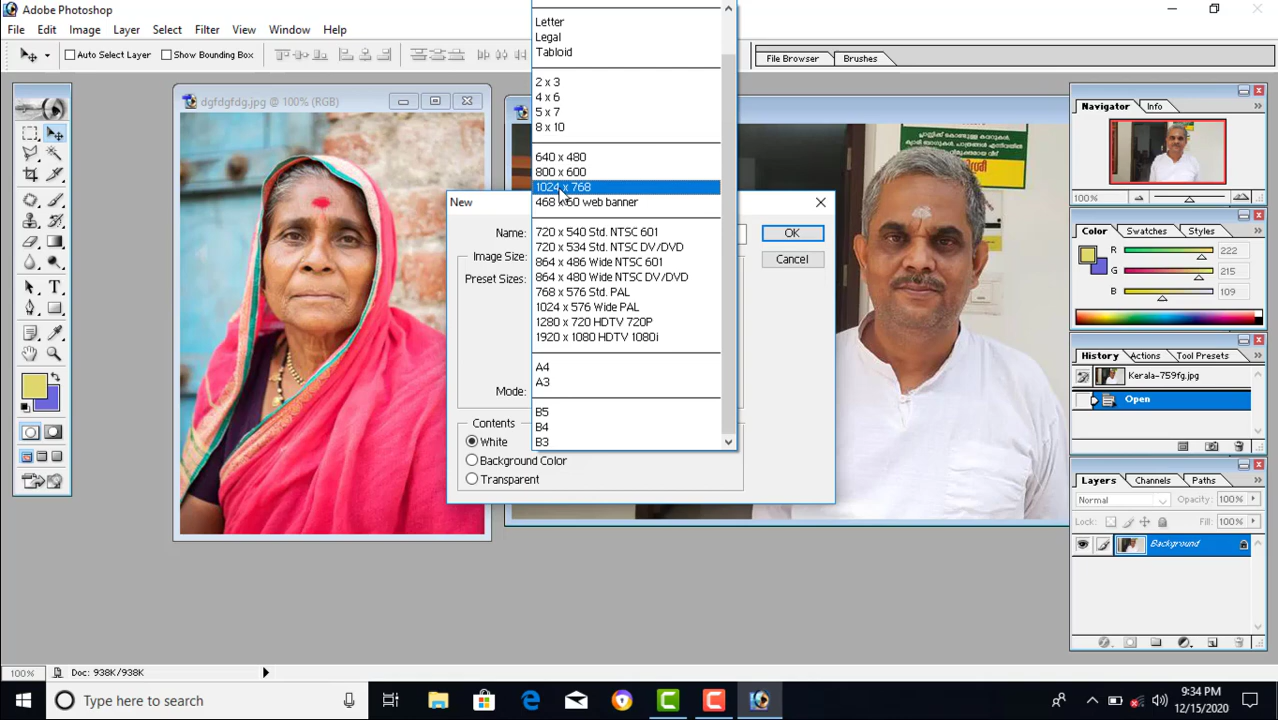 Adobe Photoshop
File Edit Image Layer Select Filter View Window Help
Auto Select Layer Show Bounding Box
File Browser Brushes
dgfdgfdg.jpg @ 100% (RGB)
Letter
Legal
Tabloid
2 x 3
4 x 6
5 x 7
8 x 10
640 x 480
800 x 600
1024 x 768
468 x 60 web banner
720 x 540 Std. NTSC 601
720 x 534 Std. NTSC DV/DVD
864 x 486 Wide NTSC 601
864 x 480 Wide NTSC DV/DVD
768 x 576 Std. PAL
1024 x 576 Wide PAL
1280 x 720 HDTV 720P
1920 x 1080 HDTV 1080i
A4
A3
B5
B4
B3
New
Name:
Image Size:
Preset Sizes:
Mode:
Contents
White
Background Color
Transparent
OK
Cancel
പ്ലാസ്റ്റിക് കൊണ്ടുള്ള കവറുകൾ,
Navigator Info
100%
Color Swatches Styles
R 222
G 215
B 109
History Actions Tool Presets
Kerala-759fg.jpg
Open
Layers Channels Paths
Normal Opacity: 100%
Lock: Fill: 100%
Background
100% Doc: 938K/938K
Type here to search
9:34 PM
12/15/2020